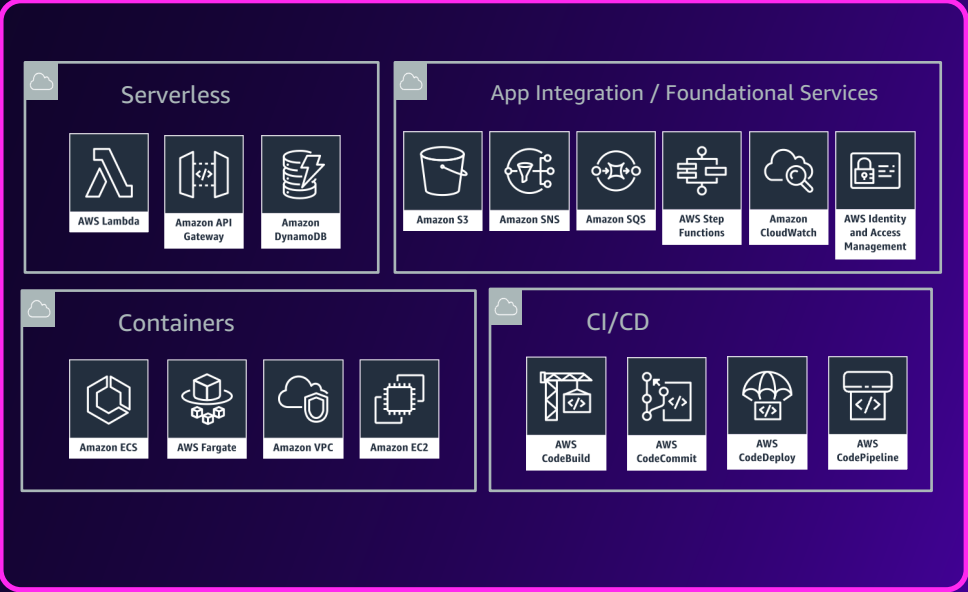 Serverless
AWS Lambda
Amazon API
Gateway
</>
Amazon
DynamoDB
App Integration / Foundational Services
Amazon S3
Amazon SNS
Amazon SQS
AWS Step
Functions
Amazon
CloudWatch
AWS Identity
and Access
Management
Containers
Amazon ECS
AWS Fargate
Amazon VPC
Amazon EC2
CI/CD
</>
AWS
CodeBuild
</>
AWS
CodeCommit
</>
AWS
CodeDeploy
</>
AWS
CodePipeline